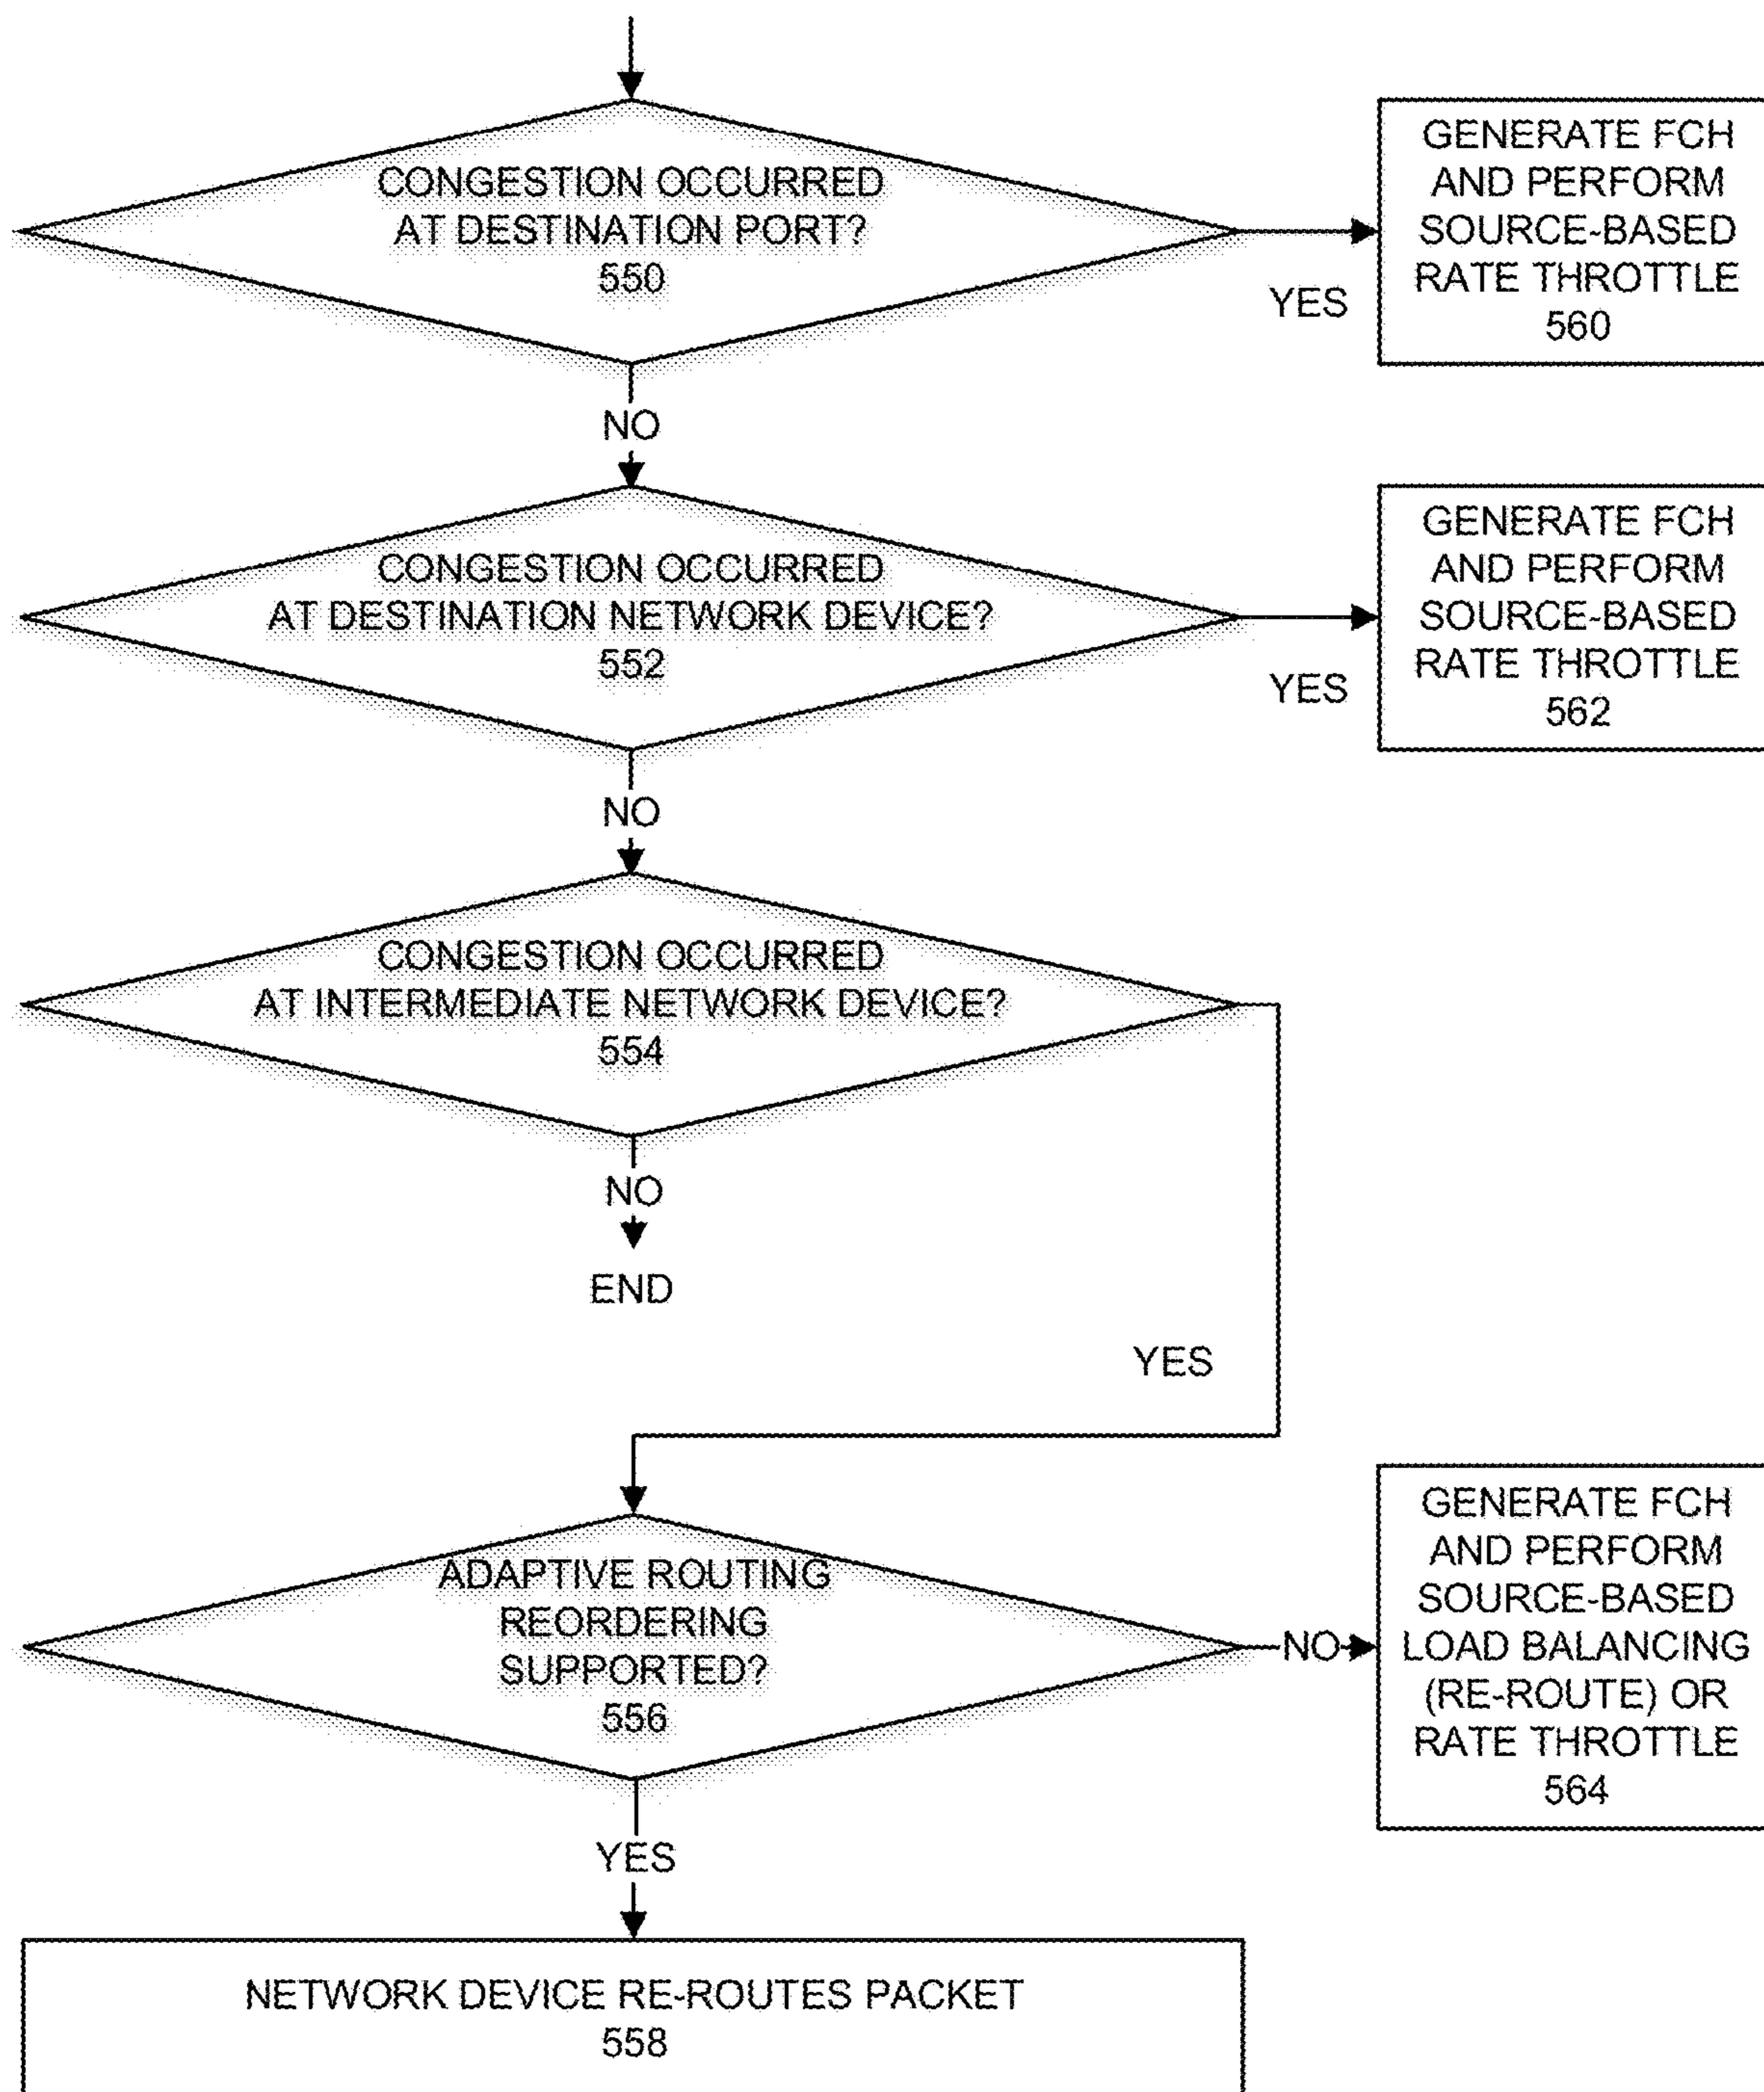 CONGESTION OCCURRED
AT DESTINATION PORT?
550
YES
GENERATE FCH
AND PERFORM
SOURCE-BASED
RATE THROTTLE
560
NO
CONGESTION OCCURRED
AT DESTINATION NETWORK DEVICE?
552
YES
GENERATE FCH
AND PERFORM
SOURCE-BASED
RATE THROTTLE
562
NO
CONGESTION OCCURRED
AT INTERMEDIATE NETWORK DEVICE?
554
NO
END
YES
ADAPTIVE ROUTING
REORDERING
SUPPORTED?
556
NO
GENERATE FCH
AND PERFORM
SOURCE-BASED
LOAD BALANCING
(RE-ROUTE) OR
RATE THROTTLE
564
YES
NETWORK DEVICE RE-ROUTES PACKET
558